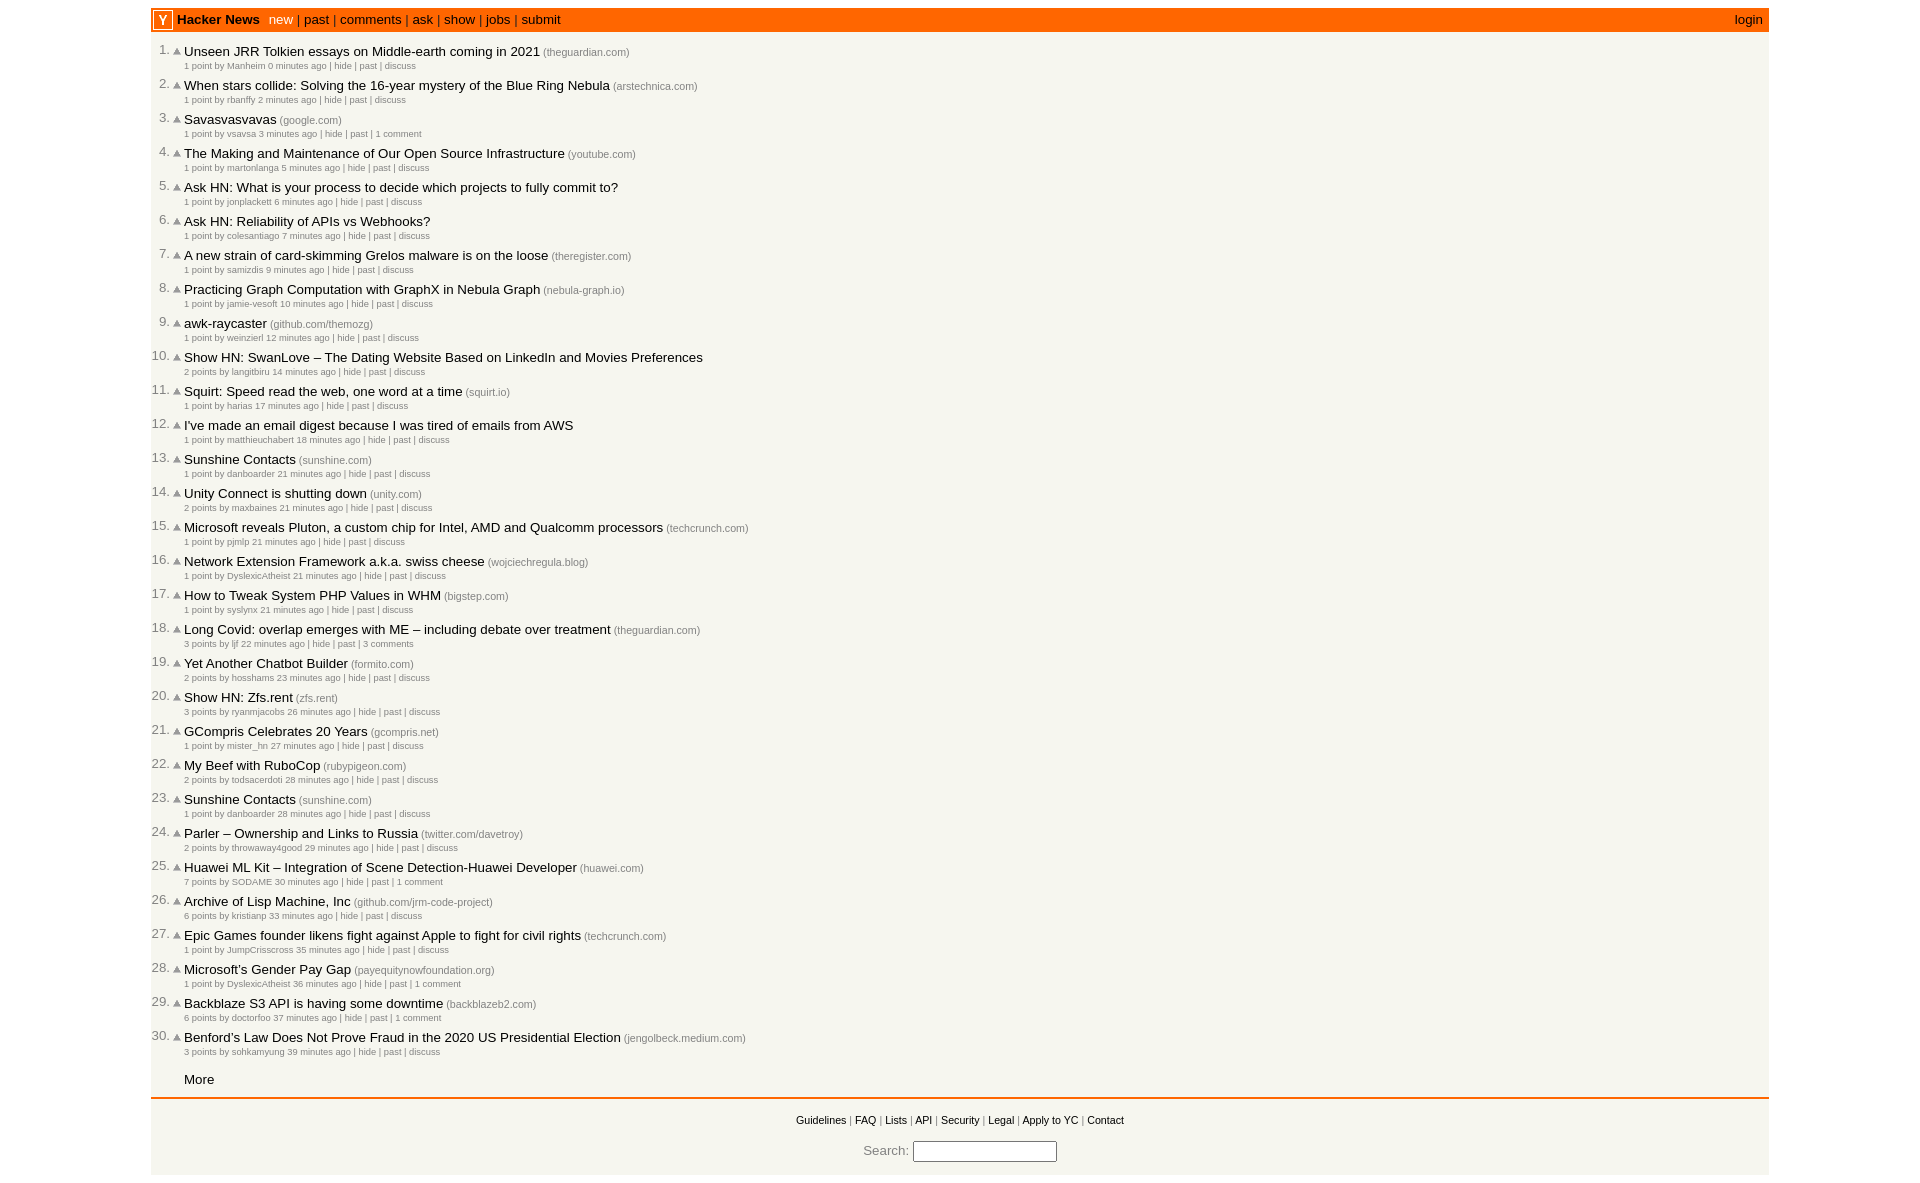 Y Hacker News new | past | comments | ask | show | jobs | submit login
1. Unseen JRR Tolkien essays on Middle-earth coming in 2021 (theguardian.com)
1 point by Manheim 0 minutes ago | hide | past | discuss
2. When stars collide: Solving the 16-year mystery of the Blue Ring Nebula (arstechnica.com)
1 point by rbanffy 2 minutes ago | hide | past | discuss
3. Savasvasvavas (google.com)
1 point by vsavsa 3 minutes ago | hide | past | 1 comment
4. The Making and Maintenance of Our Open Source Infrastructure (youtube.com)
1 point by martonlanga 5 minutes ago | hide | past | discuss
5. Ask HN: What is your process to decide which projects to fully commit to?
1 point by jonplackett 6 minutes ago | hide | past | discuss
6. Ask HN: Reliability of APIs vs Webhooks?
1 point by colesantiago 7 minutes ago | hide | past | discuss
7. A new strain of card-skimming Grelos malware is on the loose (theregister.com)
1 point by samizdis 9 minutes ago | hide | past | discuss
8. Practicing Graph Computation with GraphX in Nebula Graph (nebula-graph.io)
1 point by jamie-vesoft 10 minutes ago | hide | past | discuss
9. awk-raycaster (github.com/themozg)
1 point by weinzierl 12 minutes ago | hide | past | discuss
10. Show HN: SwanLove – The Dating Website Based on LinkedIn and Movies Preferences
2 points by langitbiru 14 minutes ago | hide | past | discuss
11. Squirt: Speed read the web, one word at a time (squirt.io)
1 point by harias 17 minutes ago | hide | past | discuss
12. I've made an email digest because I was tired of emails from AWS
1 point by matthieuchabert 18 minutes ago | hide | past | discuss
13. Sunshine Contacts (sunshine.com)
1 point by danboarder 21 minutes ago | hide | past | discuss
14. Unity Connect is shutting down (unity.com)
2 points by maxbaines 21 minutes ago | hide | past | discuss
15. Microsoft reveals Pluton, a custom chip for Intel, AMD and Qualcomm processors (techcrunch.com)
1 point by pjmlp 21 minutes ago | hide | past | discuss
16. Network Extension Framework a.k.a. swiss cheese (wojciechregula.blog)
1 point by DyslexicAtheist 21 minutes ago | hide | past | discuss
17. How to Tweak System PHP Values in WHM (bigstep.com)
1 point by syslynx 21 minutes ago | hide | past | discuss
18. Long Covid: overlap emerges with ME – including debate over treatment (theguardian.com)
3 points by ljf 22 minutes ago | hide | past | 3 comments
19. Yet Another Chatbot Builder (formito.com)
2 points by hosshams 23 minutes ago | hide | past | discuss
20. Show HN: Zfs.rent (zfs.rent)
3 points by ryanmjacobs 26 minutes ago | hide | past | discuss
21. GCompris Celebrates 20 Years (gcompris.net)
1 point by mister_hn 27 minutes ago | hide | past | discuss
22. My Beef with RuboCop (rubypigeon.com)
2 points by todsacerdoti 28 minutes ago | hide | past | discuss
23. Sunshine Contacts (sunshine.com)
1 point by danboarder 28 minutes ago | hide | past | discuss
24. Parler – Ownership and Links to Russia (twitter.com/davetroy)
2 points by throwaway4good 29 minutes ago | hide | past | discuss
25. Huawei ML Kit – Integration of Scene Detection-Huawei Developer (huawei.com)
7 points by SODAME 30 minutes ago | hide | past | 1 comment
26. Archive of Lisp Machine, Inc (github.com/jrm-code-project)
6 points by kristianp 33 minutes ago | hide | past | discuss
27. Epic Games founder likens fight against Apple to fight for civil rights (techcrunch.com)
1 point by JumpCrisscross 35 minutes ago | hide | past | discuss
28. Microsoft’s Gender Pay Gap (payequitynowfoundation.org)
1 point by DyslexicAtheist 36 minutes ago | hide | past | 1 comment
29. Backblaze S3 API is having some downtime (backblazeb2.com)
6 points by doctorfoo 37 minutes ago | hide | past | 1 comment
30. Benford’s Law Does Not Prove Fraud in the 2020 US Presidential Election (jengolbeck.medium.com)
3 points by sohkamyung 39 minutes ago | hide | past | discuss
More
Guidelines | FAQ | Lists | API | Security | Legal | Apply to YC | Contact
Search: